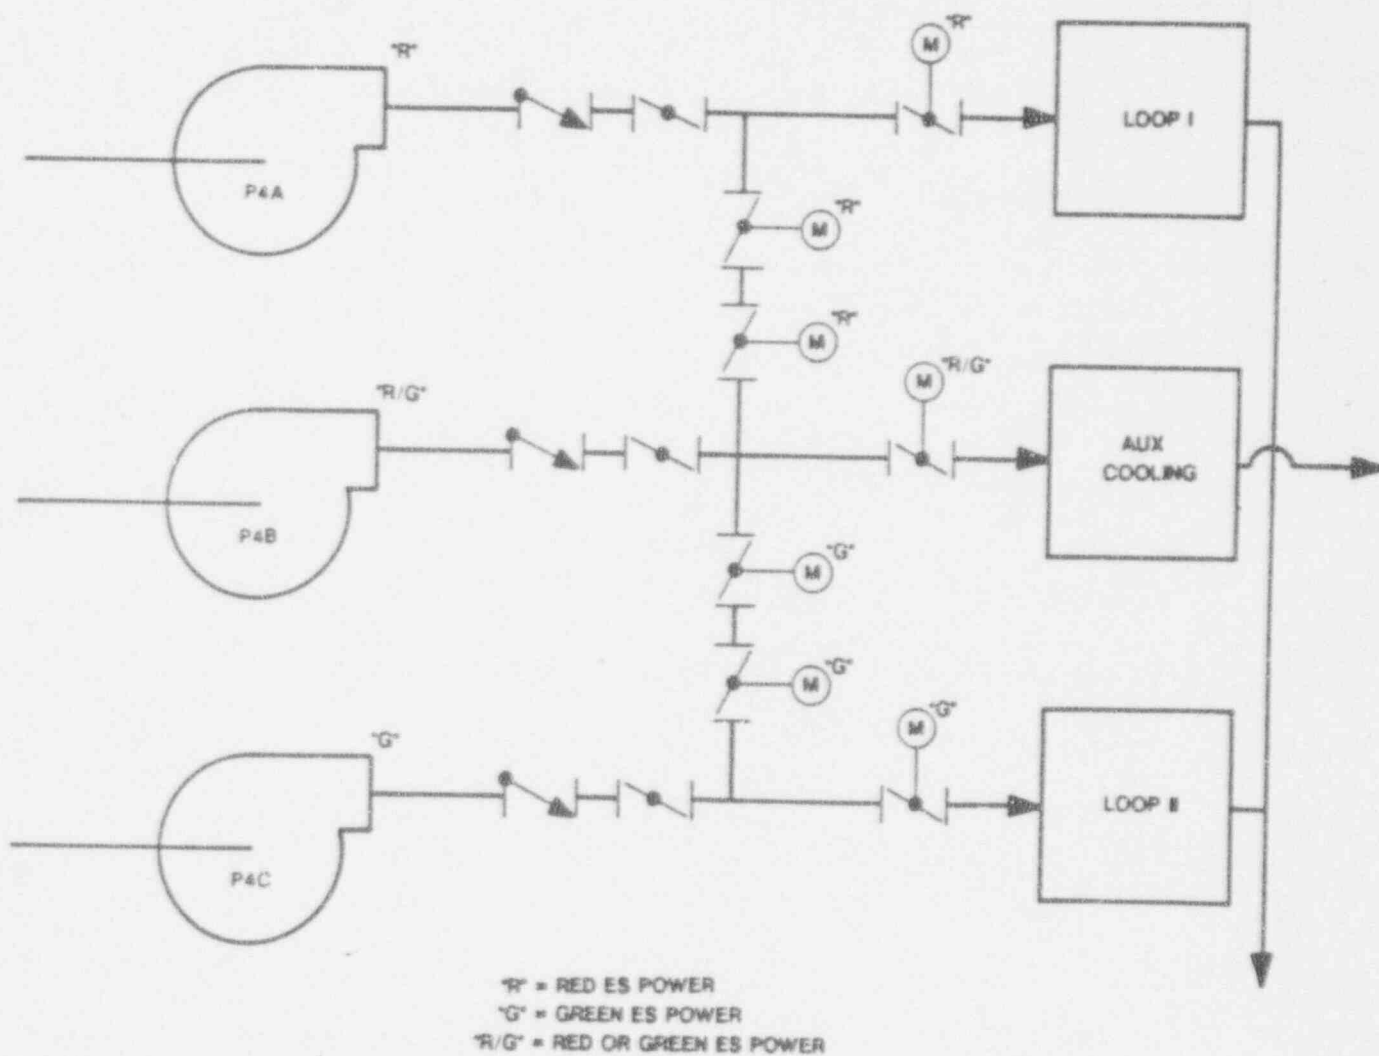 "R"
M "R"
LOOP I
P4A
M "R"
M "R"
"R/G"
M "R/G"
AUX
COOLING
P4B
M "G"
M "G"
"G"
M "G"
LOOP II
P4C
"R" = RED ES POWER
"G" = GREEN ES POWER
"R/G" = RED OR GREEN ES POWER